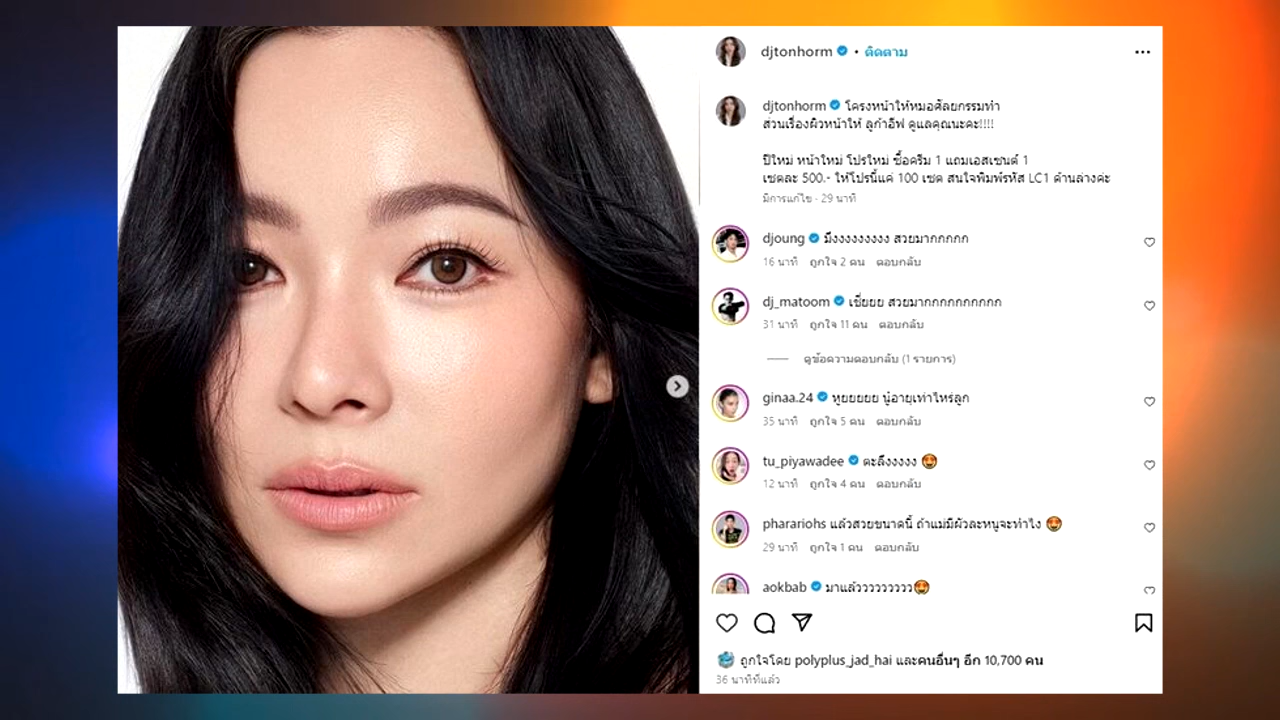 djtonhorm • ติดตาม
djtonhorm โครงหน้าให้หมอศัลยกรรมทำ
ส่วนเรื่องผิวหน้าให้ ลูก้าอีฟ ดูแลคุณนะคะ!!!!
ปีใหม่ หน้าใหม่ โปรใหม่ ซื้อครีม 1 แถมเอสเซนต์ 1
เซตละ 500.- ให้โปรนี้แค่ 100 เซต สนใจพิมพ์รหัส LC1 ด้านล่างค่ะ
มีการแก้ไข · 29 นาที
djoung มึงงงงงงงงง สวยมากกกกก
16 นาที ถูกใจ 2 คน ตอบกลับ
dj_matoom เชี่ยยย สวยมากกกกกกกกกก
31 นาที ถูกใจ 11 คน ตอบกลับ
ดูข้อความตอบกลับ (1 รายการ)
ginaa.24 หูยยยยย นู๋อายุเท่าไหร่ลูก
35 นาที ถูกใจ 5 คน ตอบกลับ
tu_piyawadee ตะลึงงงงง 😍
12 นาที ถูกใจ 4 คน ตอบกลับ
pharariohs แล้วสวยขนาดนี้ ถ้าแม่มีผัวละหนูจะทำไง 😍
29 นาที ถูกใจ 1 คน ตอบกลับ
aokbab มาแล้วววววววววว😍
ถูกใจโดย polyplus_jad_hai และคนอื่นๆ อีก 10,700 คน
36 นาทีที่แล้ว